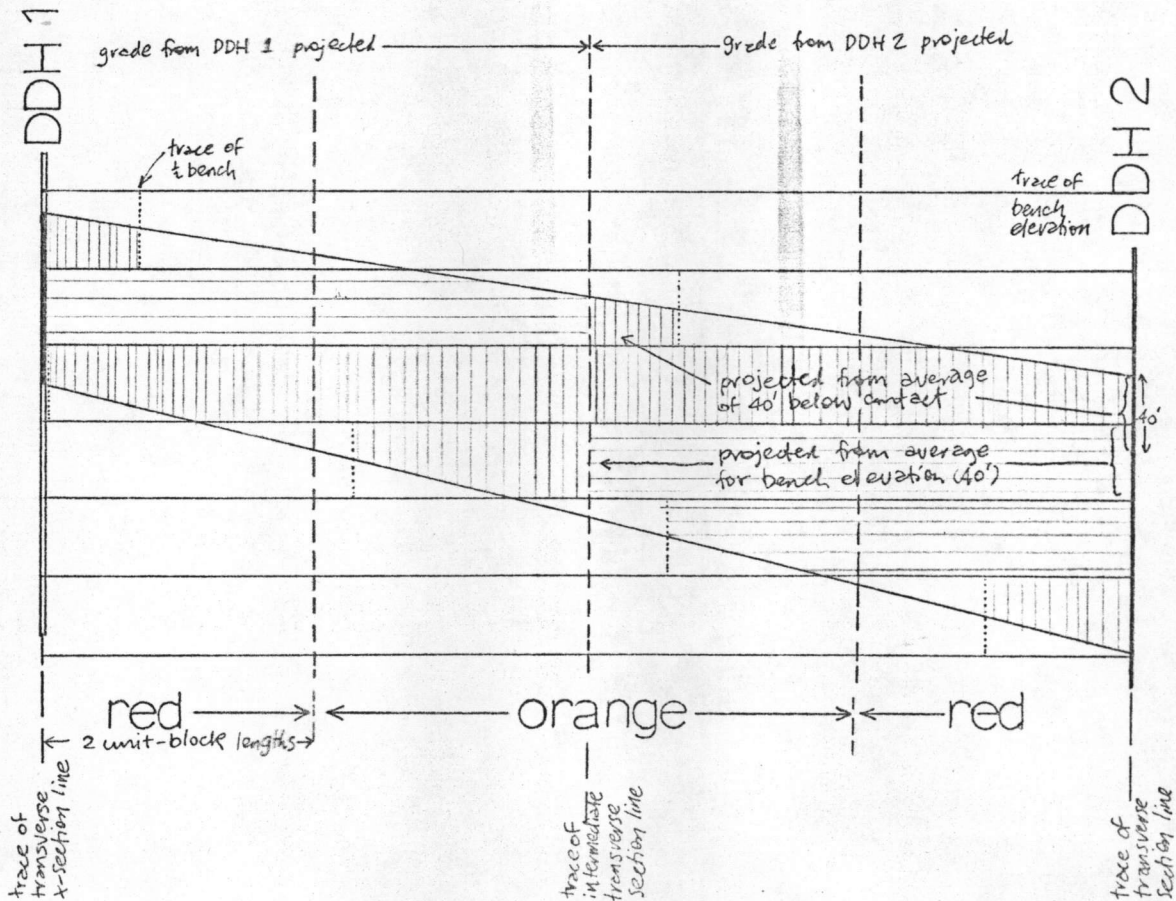 DDH 1
grade from DDH 1 projected
grade from DDH 2 projected
DDH 2
trace of
½ bench
trace of
bench
elevation
projected from average
of 40' below contact
40'
projected from average
for bench elevation (40')
red
orange
red
2 unit-block lengths
trace of
transverse
x-section line
trace of
intermediate
transverse
section line
trace of
transverse
section line